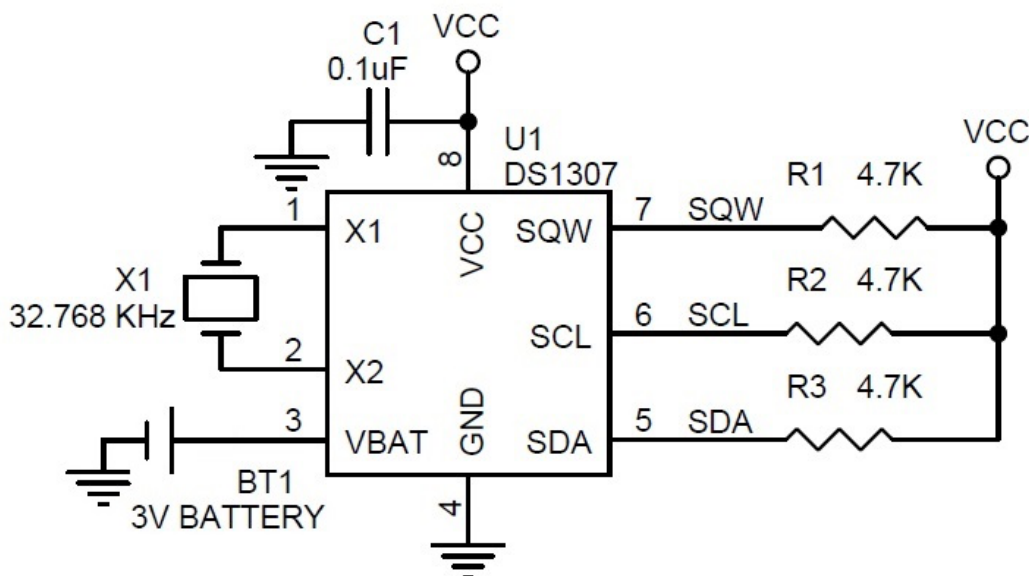 VCC
C1
0.1uF
8
U1
DS1307
VCC
R1 4.7K
1
X1
VCC
SQW
7
SQW
X1
32.768 KHz
R2 4.7K
2
X2
SCL
6
SCL
R3 4.7K
3
VBAT
GND
SDA
5
SDA
BT1
3V BATTERY
4